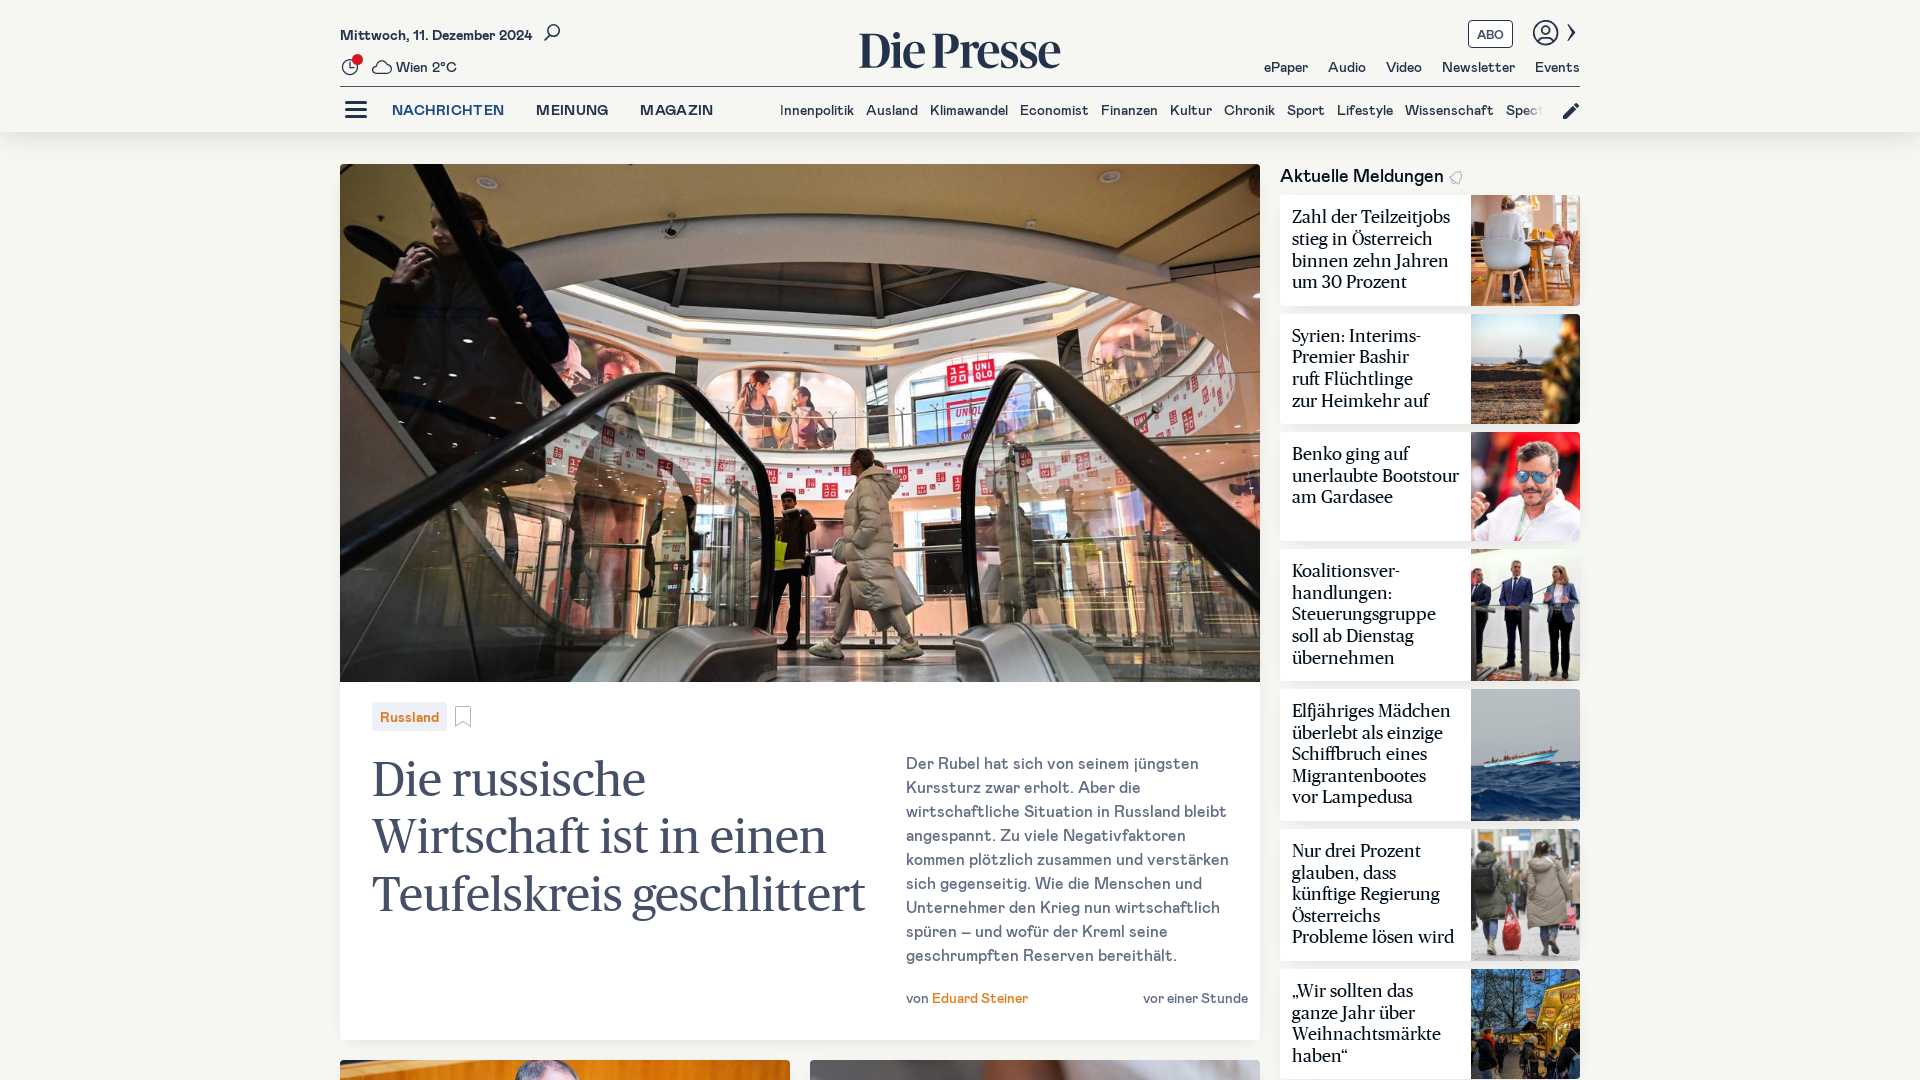 Mittwoch, 11. Dezember 2024
Wien 2°C
Die Presse
ABO
ePaper Audio Video Newsletter Events
NACHRICHTEN MEINUNG MAGAZIN
Innenpolitik Ausland Klimawandel Economist Finanzen Kultur Chronik Sport Lifestyle Wissenschaft Spect
UNI
QLO
UNIQLO
Russland
Die russische
Wirtschaft ist in einen
Teufelskreis geschlittert
Der Rubel hat sich von seinem jüngsten
Kurssturz zwar erholt. Aber die
wirtschaftliche Situation in Russland bleibt
angespannt. Zu viele Negativfaktoren
kommen plötzlich zusammen und verstärken
sich gegenseitig. Wie die Menschen und
Unternehmer den Krieg nun wirtschaftlich
spüren – und wofür der Kreml seine
geschrumpften Reserven bereithält.
von Eduard Steiner
vor einer Stunde
Aktuelle Meldungen
Zahl der Teilzeitjobs
stieg in Österreich
binnen zehn Jahren
um 30 Prozent
Syrien: Interims-
Premier Bashir
ruft Flüchtlinge
zur Heimkehr auf
Benko ging auf
unerlaubte Bootstour
am Gardasee
Koalitionsver-
handlungen:
Steuerungsgruppe
soll ab Dienstag
übernehmen
Elfjähriges Mädchen
überlebt als einzige
Schiffbruch eines
Migrantenbootes
vor Lampedusa
Nur drei Prozent
glauben, dass
künftige Regierung
Österreichs
Probleme lösen wird
„Wir sollten das
ganze Jahr über
Weihnachtsmärkte
haben“